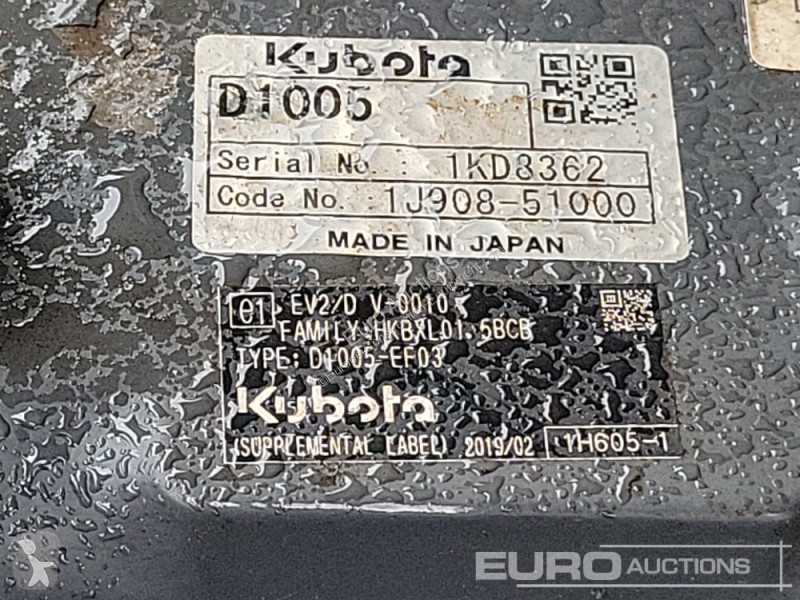 Kubota
D1005
Serial No. : 1KD8362
Code No. : 1J908-51000
MADE IN JAPAN
e1 EV2/D V-0010
FAMILY:HKBXL01.5BCB
TYPE: D1005-EF03
Kubota
(SUPPLEMENTAL LABEL) 2019/02 1H605-1
EURO AUCTIONS